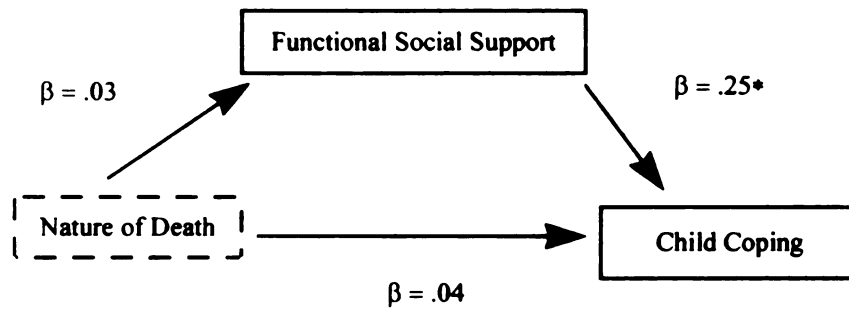 Functional Social Support
β = .03
β = .25*
Nature of Death
Child Coping
β = .04